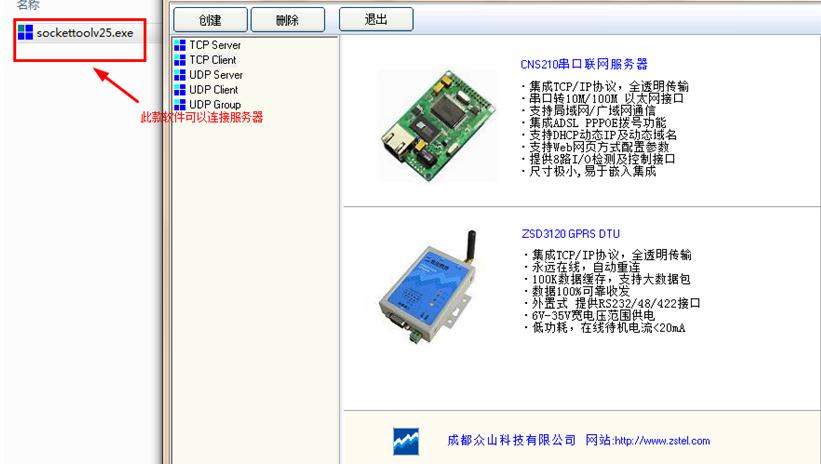 名称
sockettoolv25.exe
此款软件可以连接服务器
创建 删除 退出
TCP Server
TCP Client
UDP Server
UDP Client
UDP Group
CNS210串口联网服务器
·集成TCP/IP协议，全透明传输
·串口转10M/100M 以太网接口
·支持局域网/广域网通信
·集成ADSL PPPOE拨号功能
·支持DHCP动态IP及动态域名
·支持Web网页方式配置参数
·提供8路I/O检测及控制接口
·尺寸极小,易于嵌入集成
ZSD3120 GPRS DTU
·集成TCP/IP协议，全透明传输
·永远在线，自动重连
·100K数据缓存，支持大数据包
·数据100%可靠收发
·外置式 提供RS232/48/422接口
·6V-35V宽电压范围供电
·低功耗，在线待机电流<20mA
成都众山科技有限公司 网站:http://www.zstel.com